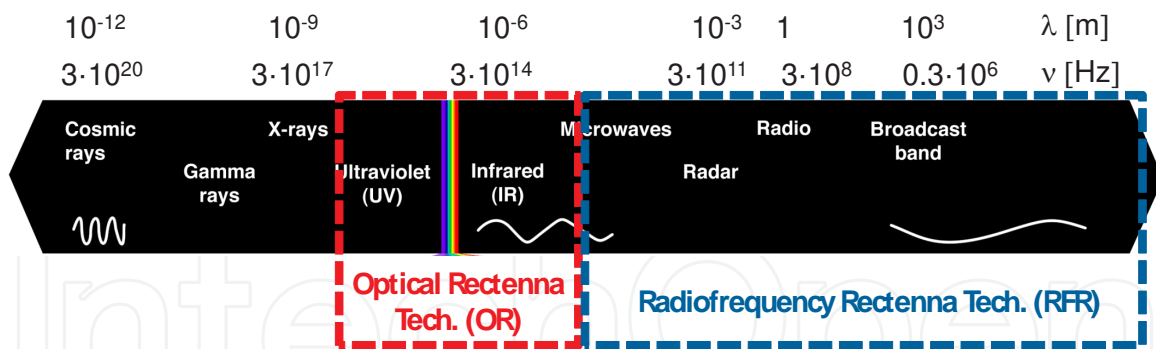 10⁻¹² 10⁻⁹ 10⁻⁶ 10⁻³ 1 10³ λ [m]
3·10²⁰ 3·10¹⁷ 3·10¹⁴ 3·10¹¹ 3·10⁸ 0.3·10⁶ ν [Hz]
Cosmic rays
Gamma rays
X-rays
Ultraviolet (UV)
Infrared (IR)
Microwaves
Radar
Radio
Broadcast band
Optical Rectenna
Tech. (OR)
Radiofrequency Rectenna Tech. (RFR)
IntechOpen